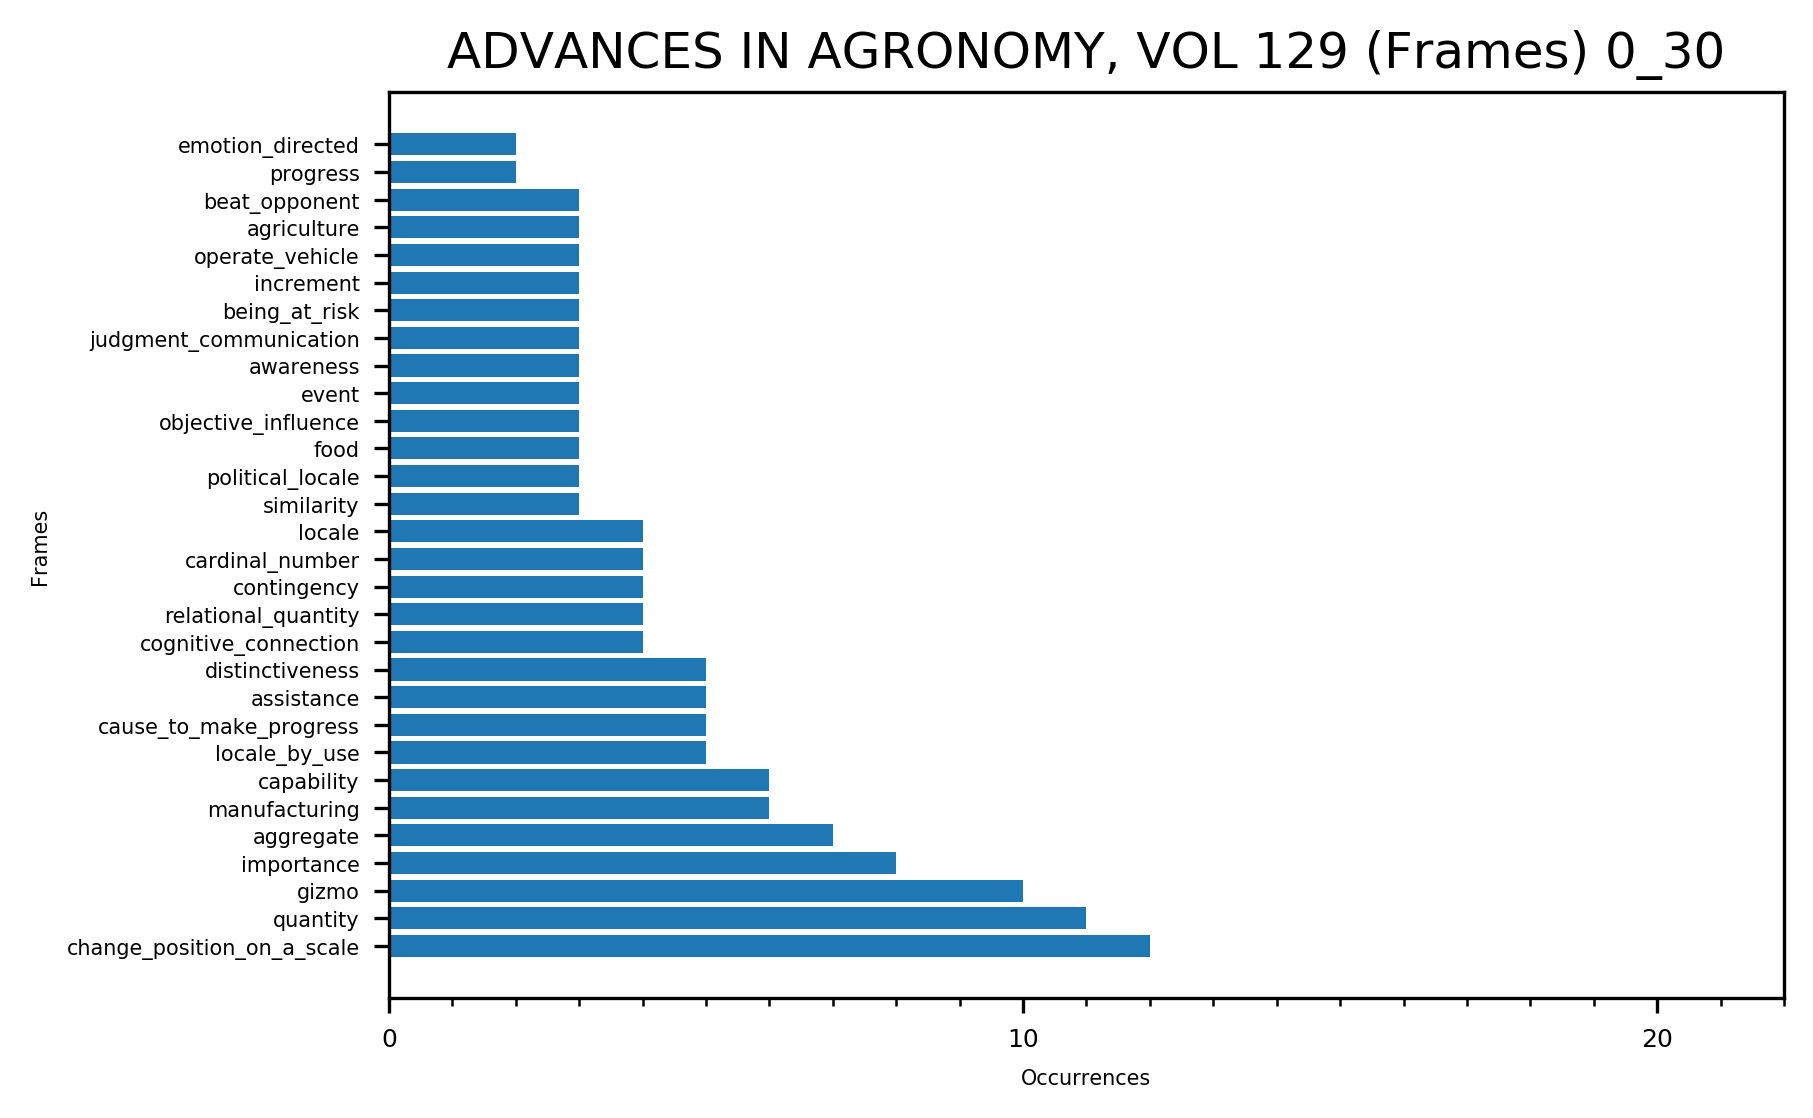 ADVANCES IN AGRONOMY, VOL 129 (Frames) 0_30
emotion_directed
progress
beat_opponent
agriculture
operate_vehicle
increment
being_at_risk
judgment_communication
awareness
event
objective_influence
food
political_locale
similarity
locale
cardinal_number
contingency
relational_quantity
cognitive_connection
distinctiveness
assistance
cause_to_make_progress
locale_by_use
capability
manufacturing
aggregate
importance
gizmo
quantity
change_position_on_a_scale
Frames
0 10 20
Occurrences